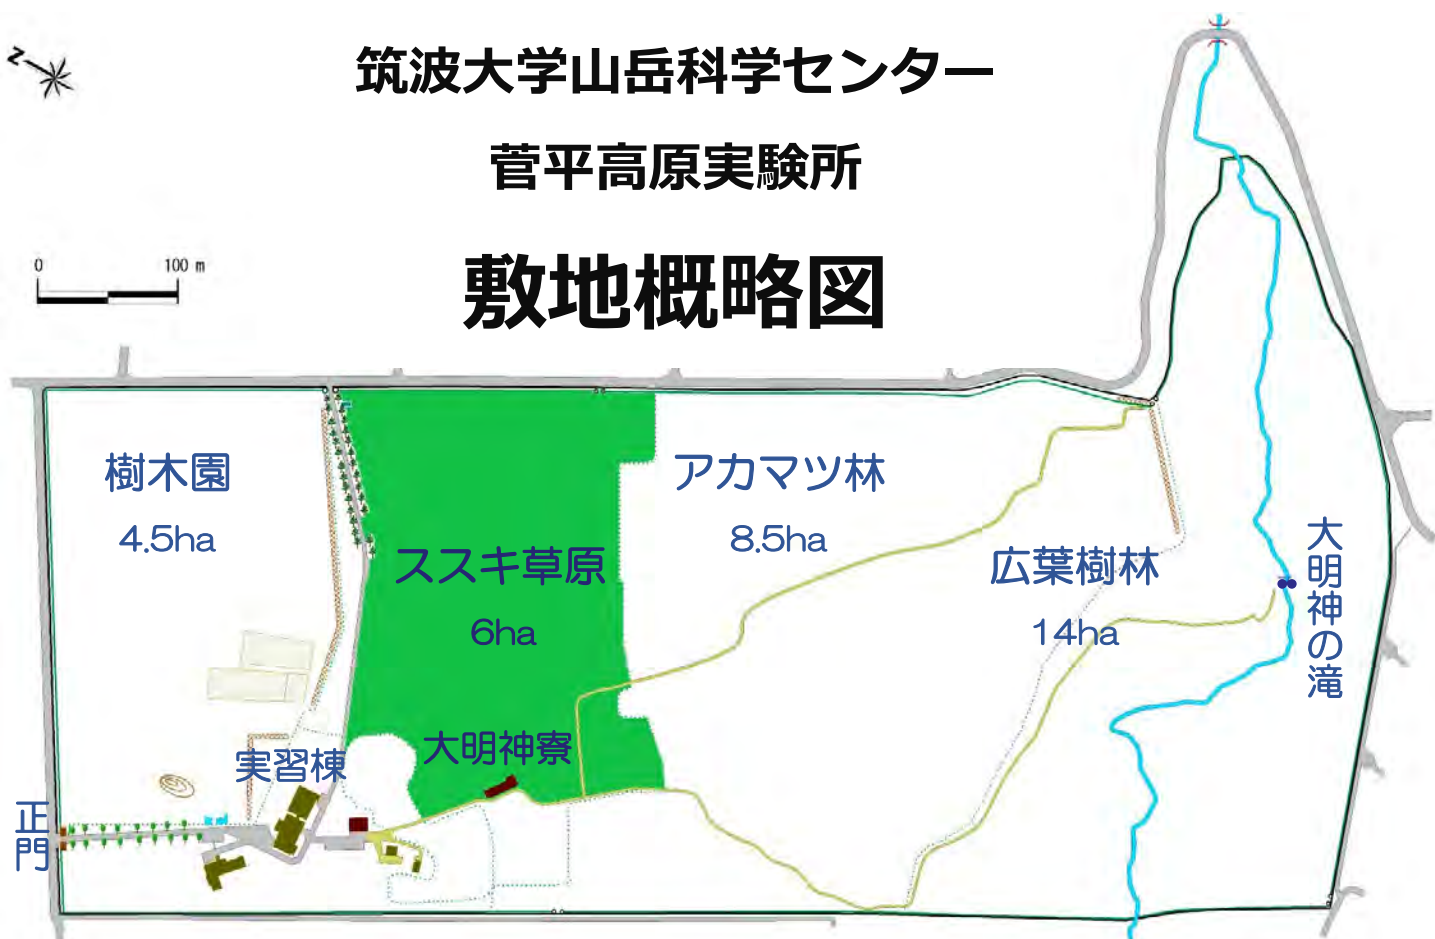 筑波大学山岳科学センター
菅平高原実験所
敷地概略図
N
0 100 m
樹木園
4.5ha
ススキ草原
6ha
アカマツ林
8.5ha
広葉樹林
14ha
大明神の滝
実習棟
大明神寮
正門